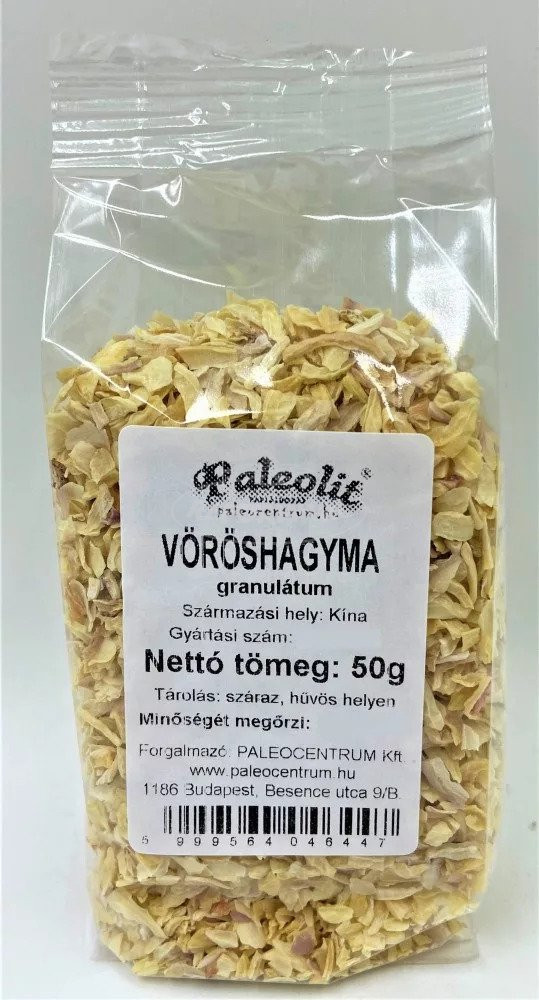 Paleolit®
paleocentrum.hu
VÖRÖSHAGYMA
granulátum
Származási hely: Kína
Gyártási szám:
Nettó tömeg: 50g
Tárolás: száraz, hűvös helyen
Minőségét megőrzi:
Forgalmazó: PALEOCENTRUM Kft.
www.paleocentrum.hu
1186 Budapest, Besence utca 9/B.
5 999564 046447